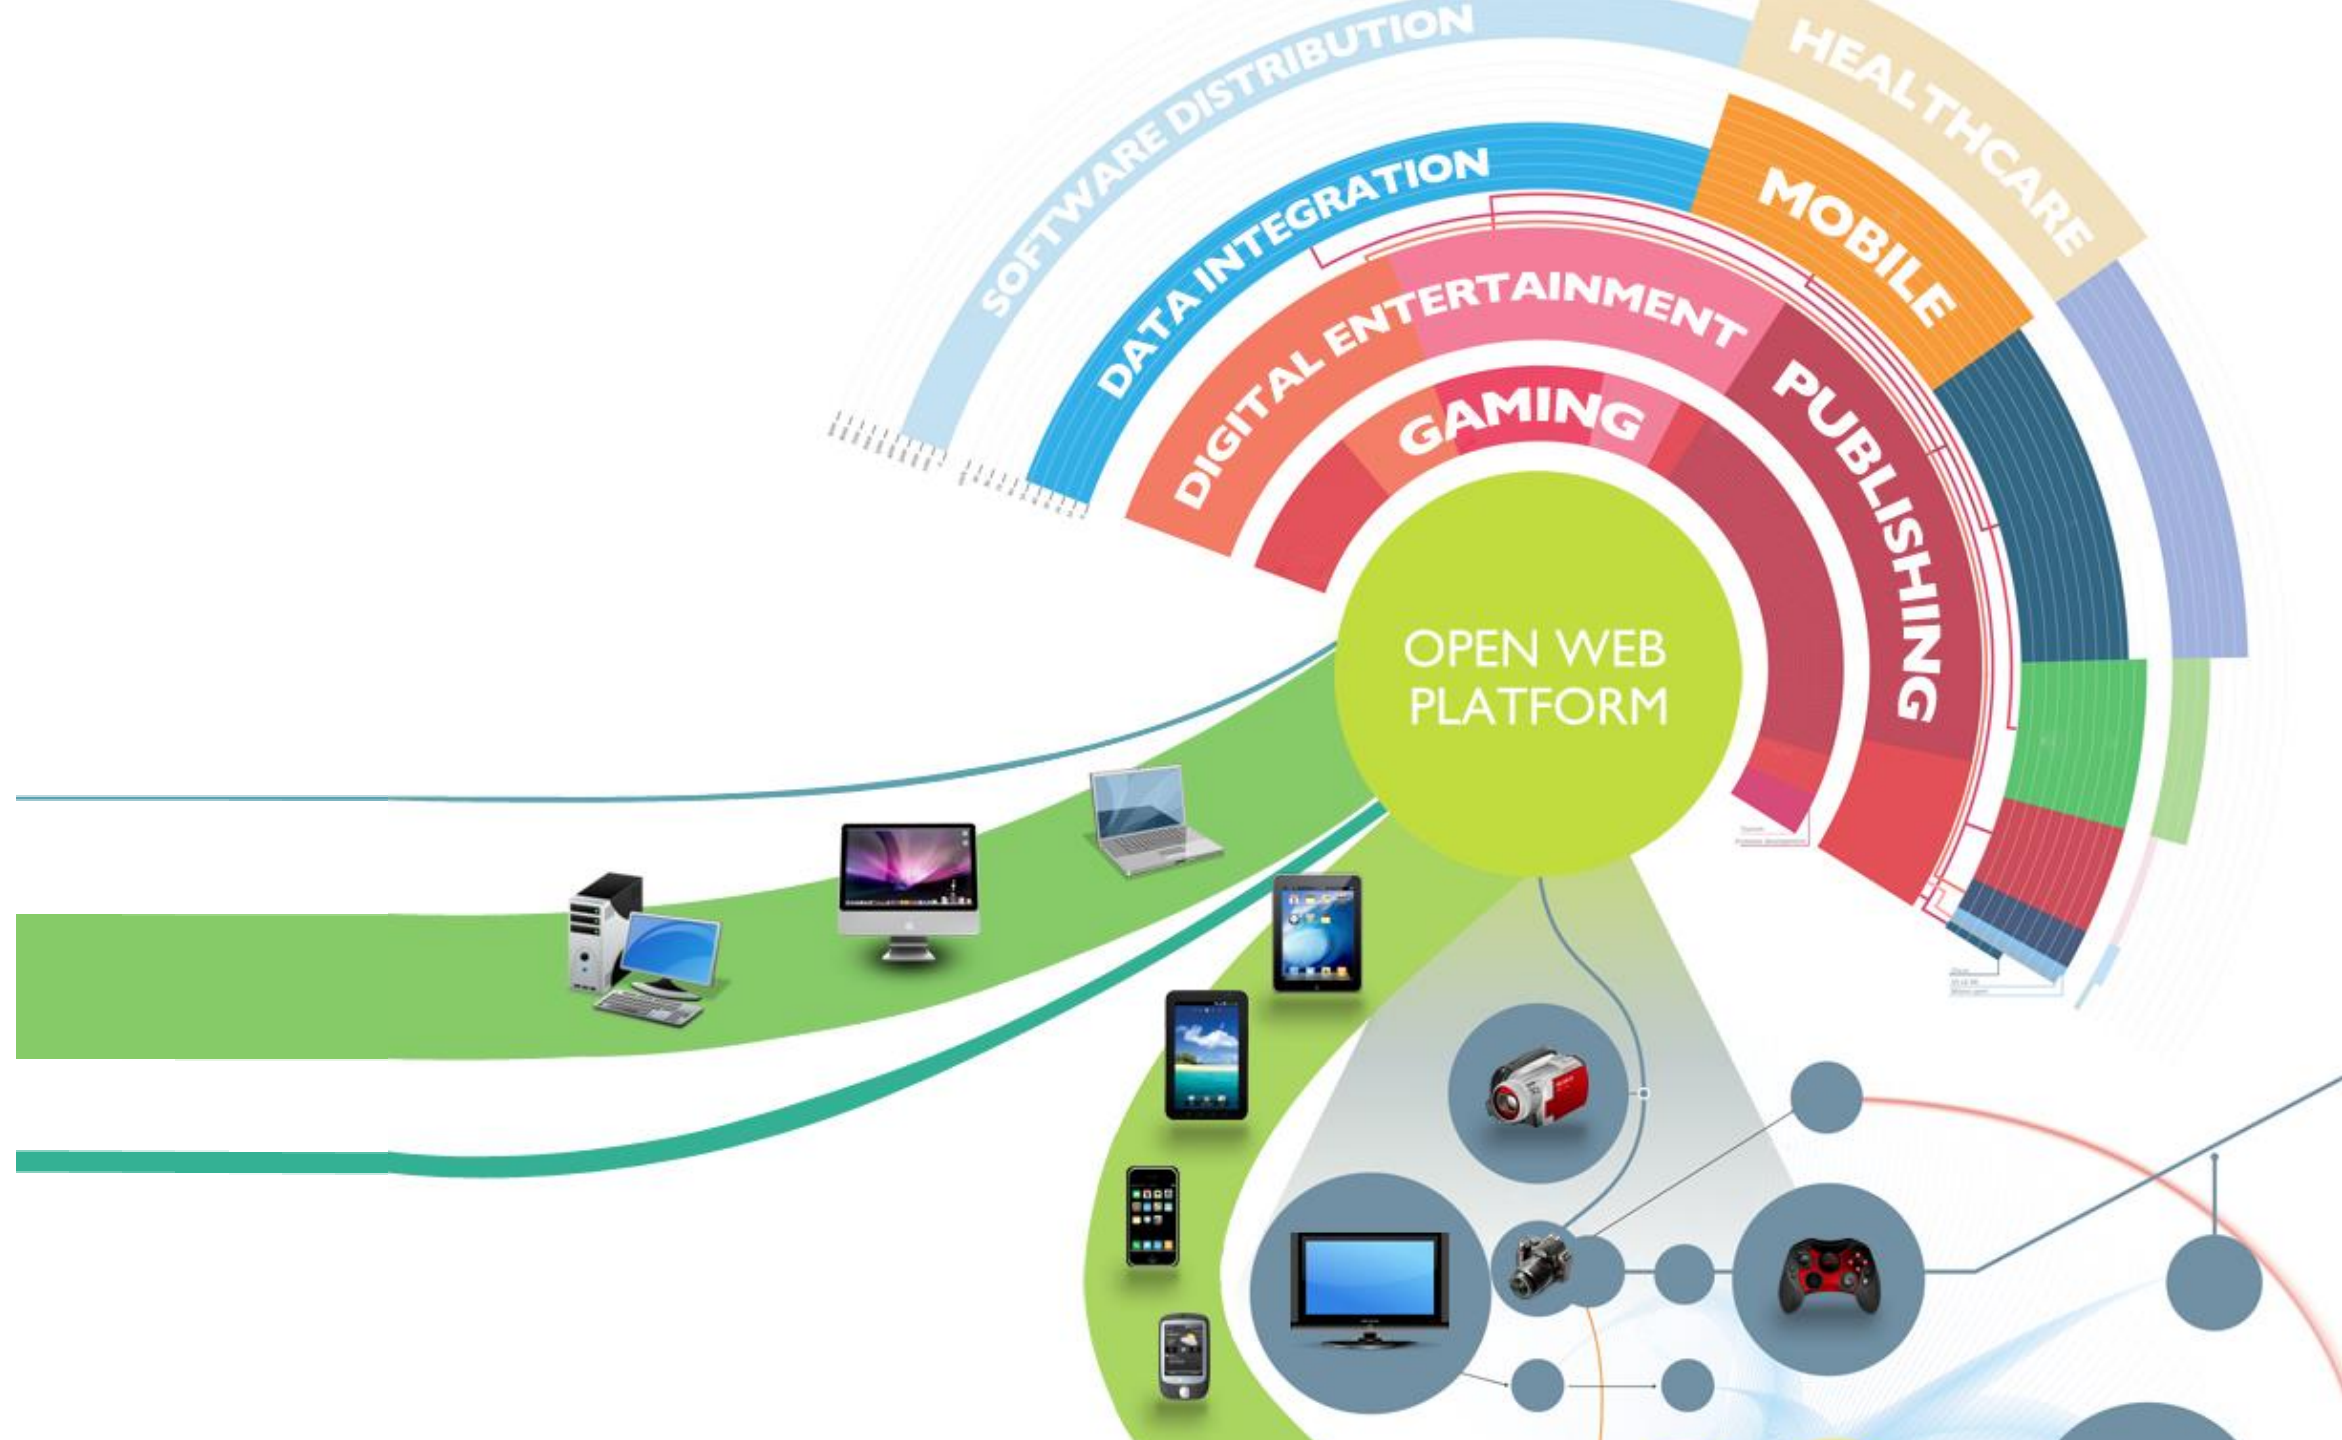 SOFTWARE DISTRIBUTION
HEALTHCARE
DATA INTEGRATION
MOBILE
DIGITAL ENTERTAINMENT
PUBLISHING
GAMING
OPEN WEB
PLATFORM